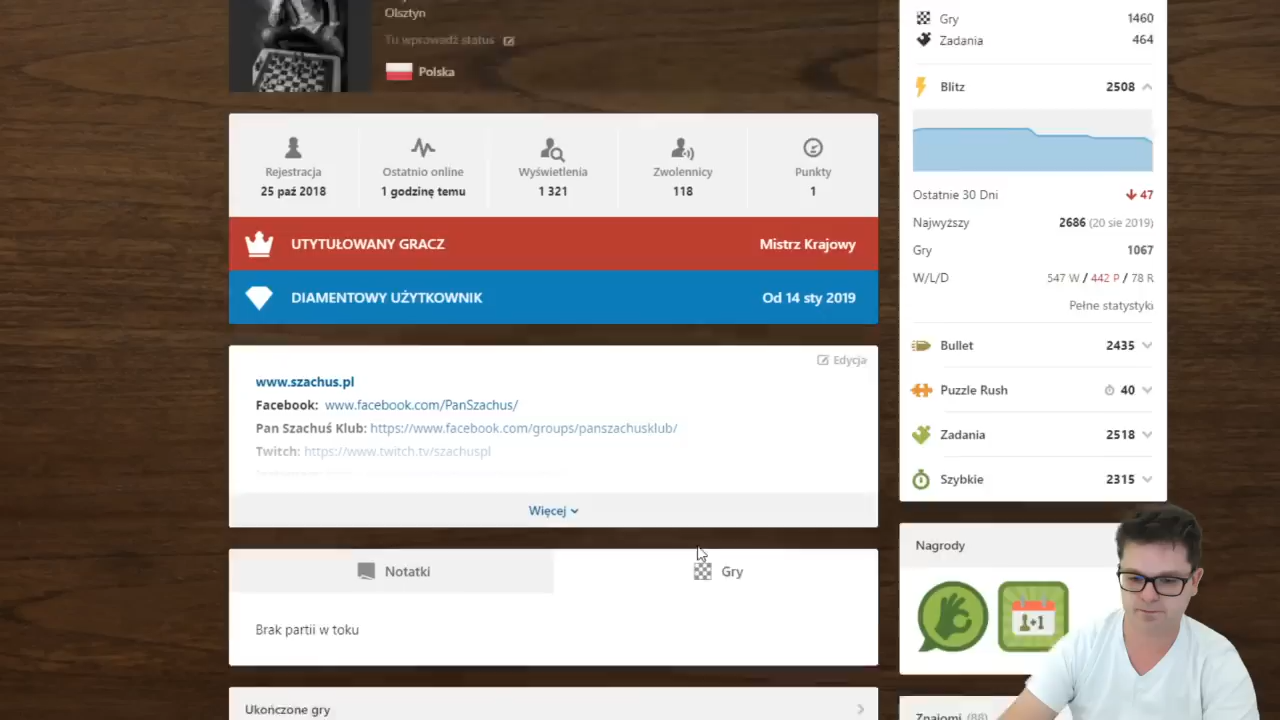 Olsztyn
Tu wprowadź status
Polska
Rejestracja
25 paź 2018
Ostatnio online
1 godzinę temu
Wyświetlenia
1 321
Zwolennicy
118
Punkty
1
UTYTUŁOWANY GRACZ
Mistrz Krajowy
DIAMENTOWY UŻYTKOWNIK
Od 14 sty 2019
Edycja
www.szachus.pl
Facebook: www.facebook.com/PanSzachus/
Pan Szachuś Klub: https://www.facebook.com/groups/panszachusklub/
Twitch: https://www.twitch.tv/szachuspl
Więcej
Notatki
Gry
Brak partii w toku
Ukończone gry
Gry 1460
Zadania 464
Blitz 2508
Ostatnie 30 Dni 47
Najwyższy 2686 (20 sie 2019)
Gry 1067
W/L/D 547 W / 442 P / 78 R
Pełne statystyki
Bullet 2435
Puzzle Rush 40
Zadania 2518
Szybkie 2315
Nagrody
1+1
Znajomi (88)